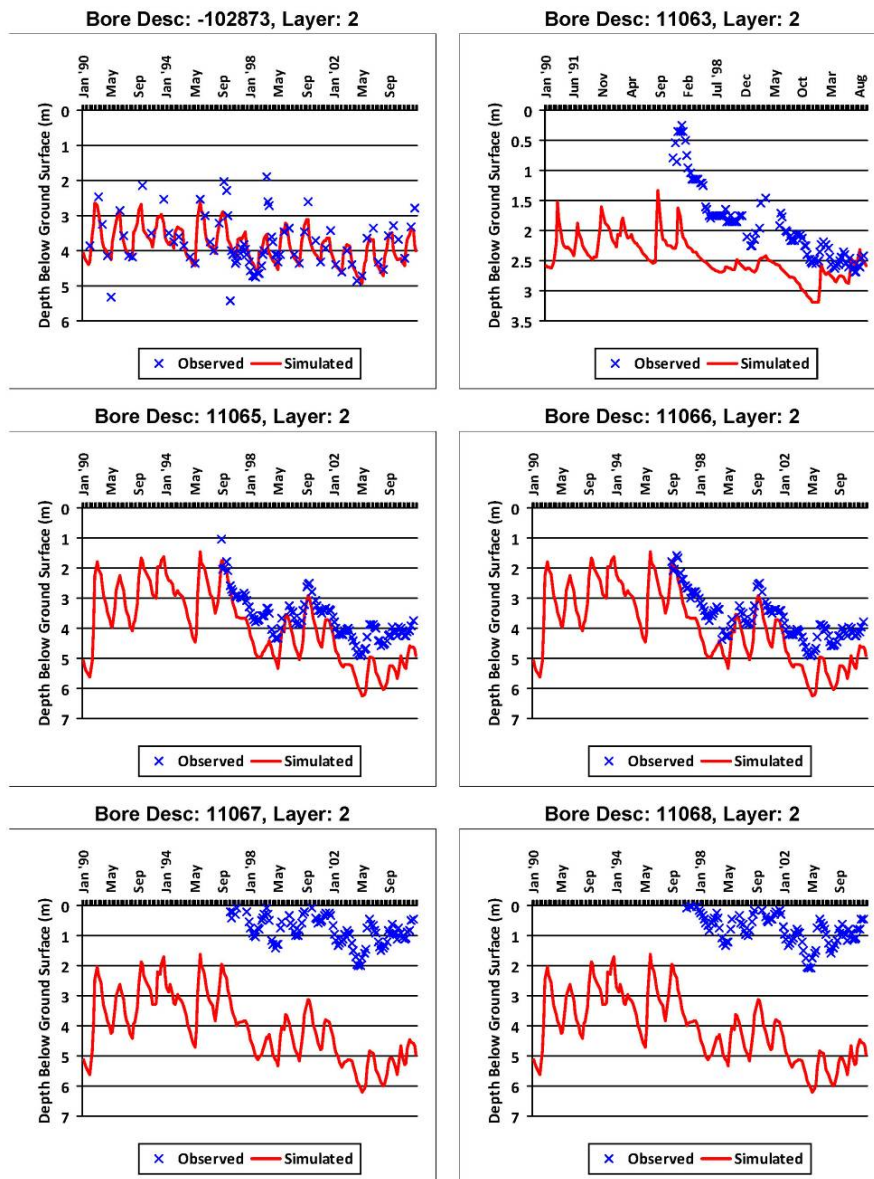 Bore Desc: -102873, Layer: 2
Jan '90
May
Sep
Jan '94
May
Sep
Jan '98
May
Sep
Jan '02
May
Sep
Depth Below Ground Surface (m)
0
1
2
3
4
5
6
Observed Simulated
Bore Desc: 11063, Layer: 2
Jan '90
Jun '91
Nov
Apr
Sep
Feb
Jul '98
Dec
May
Oct
Mar
Aug
Depth Below Ground Surface (m)
0
0.5
1
1.5
2
2.5
3
3.5
Observed Simulated
Bore Desc: 11065, Layer: 2
Jan '90
May
Sep
Jan '94
May
Sep
Jan '98
May
Sep
Jan '02
May
Sep
Depth Below Ground Surface (m)
0
1
2
3
4
5
6
7
Observed Simulated
Bore Desc: 11066, Layer: 2
Jan '90
May
Sep
Jan '94
May
Sep
Jan '98
May
Sep
Jan '02
May
Sep
Depth Below Ground Surface (m)
0
1
2
3
4
5
6
7
Observed Simulated
Bore Desc: 11067, Layer: 2
Jan '90
May
Sep
Jan '94
May
Sep
Jan '98
May
Sep
Jan '02
May
Sep
Depth Below Ground Surface (m)
0
1
2
3
4
5
6
7
Observed Simulated
Bore Desc: 11068, Layer: 2
Jan '90
May
Sep
Jan '94
May
Sep
Jan '98
May
Sep
Jan '02
May
Sep
Depth Below Ground Surface (m)
0
1
2
3
4
5
6
7
Observed Simulated